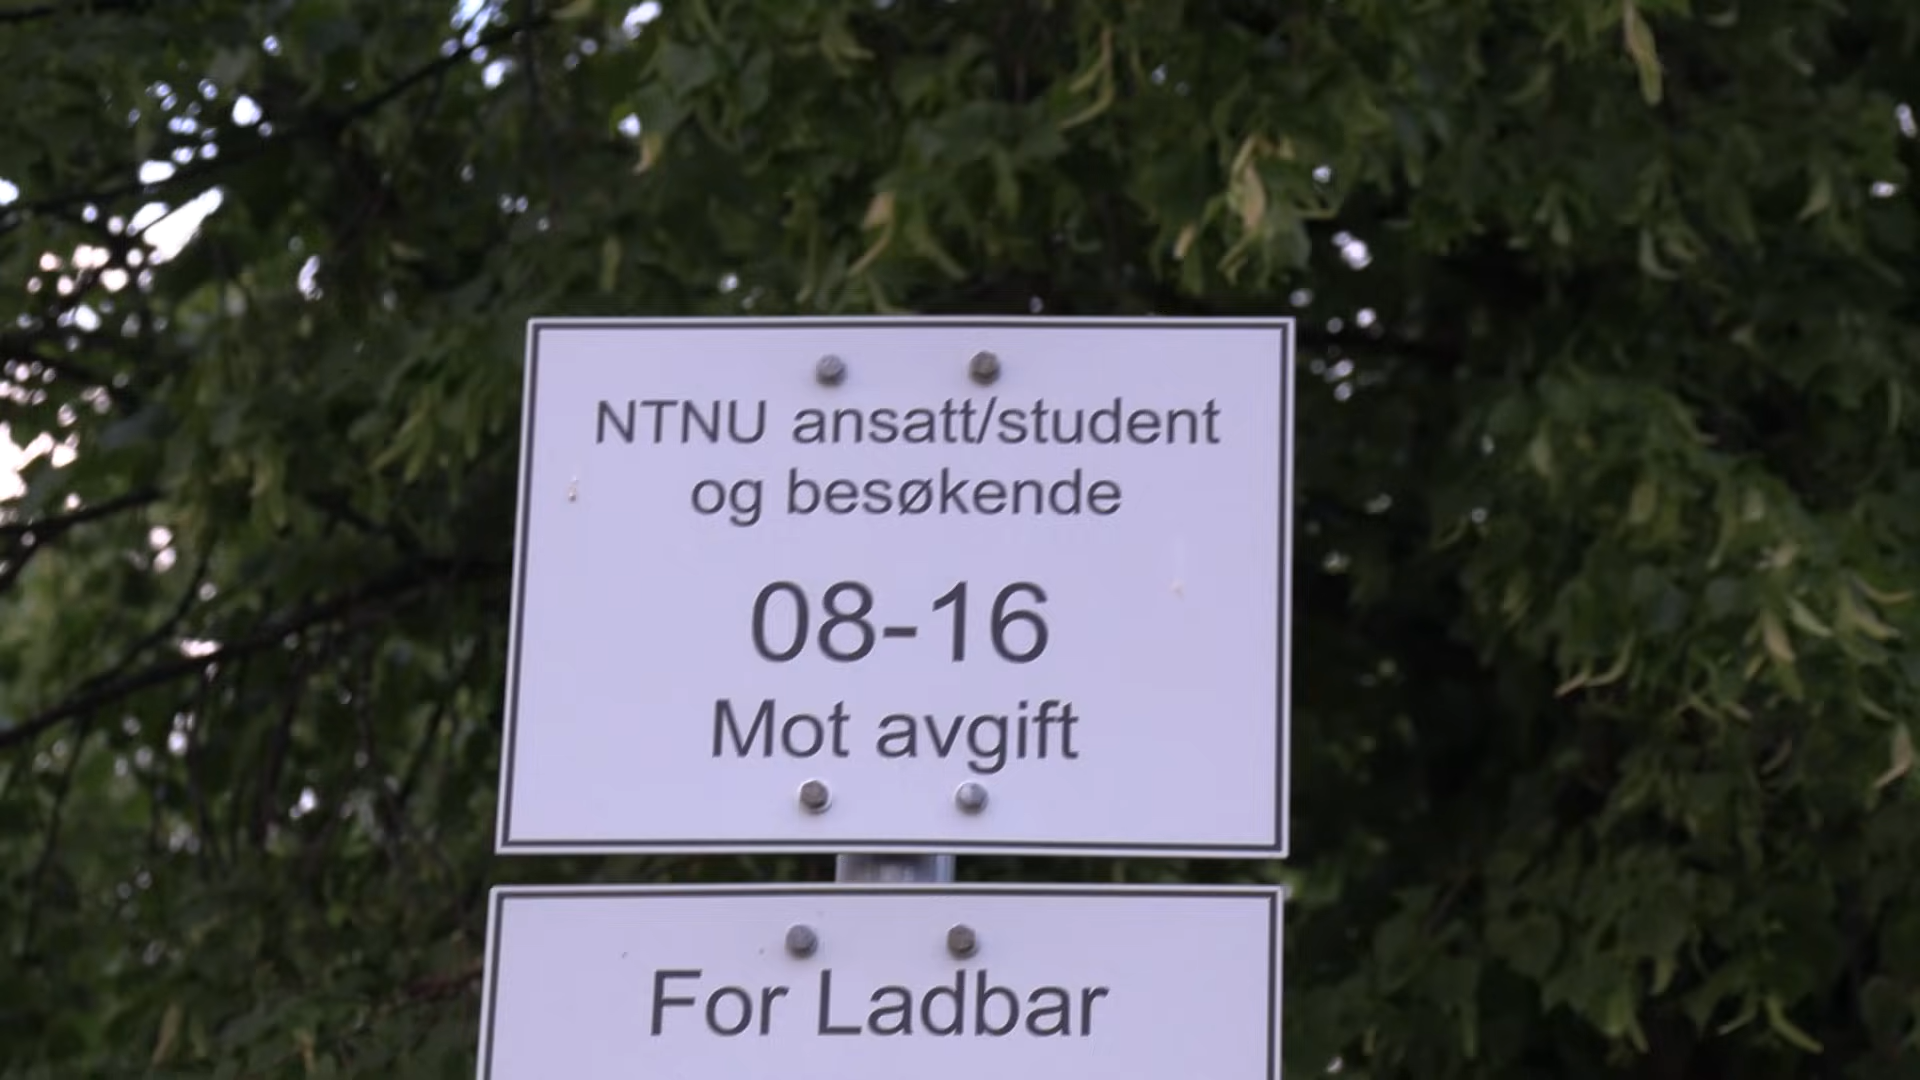 NTNU ansatt/student
og besøkende
08-16
Mot avgift
For Ladbar